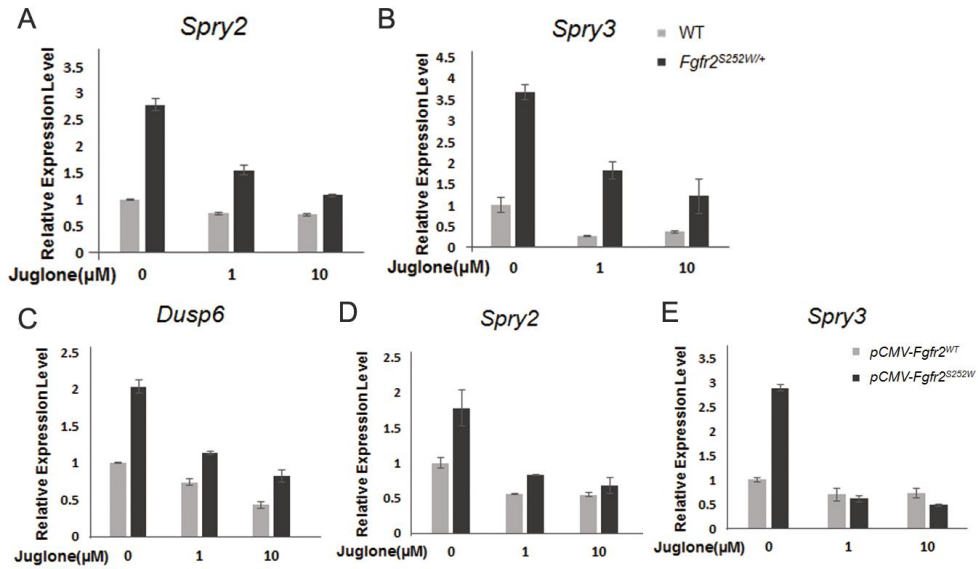 A
Spry2
Relative Expression Level
3.5
3
2.5
2
1.5
1
0.5
0
Juglone(µM) 0 1 10
B
Spry3
WT
Fgfr2S252W/+
Relative Expression Level
4.5
4
3.5
3
2.5
2
1.5
1
0.5
0
Juglone(µM) 0 1 10
C
Dusp6
Relative Expression Level
2.5
2
1.5
1
0.5
0
Juglone(µM) 0 1 10
D
Spry2
Relative Expression Level
2.5
2
1.5
1
0.5
0
Juglone(µM) 0 1 10
E
Spry3
pCMV-Fgfr2WT
pCMV-Fgfr2S252W
Relative Expression Level
3.5
3
2.5
2
1.5
1
0.5
0
Juglone(µM) 0 1 10